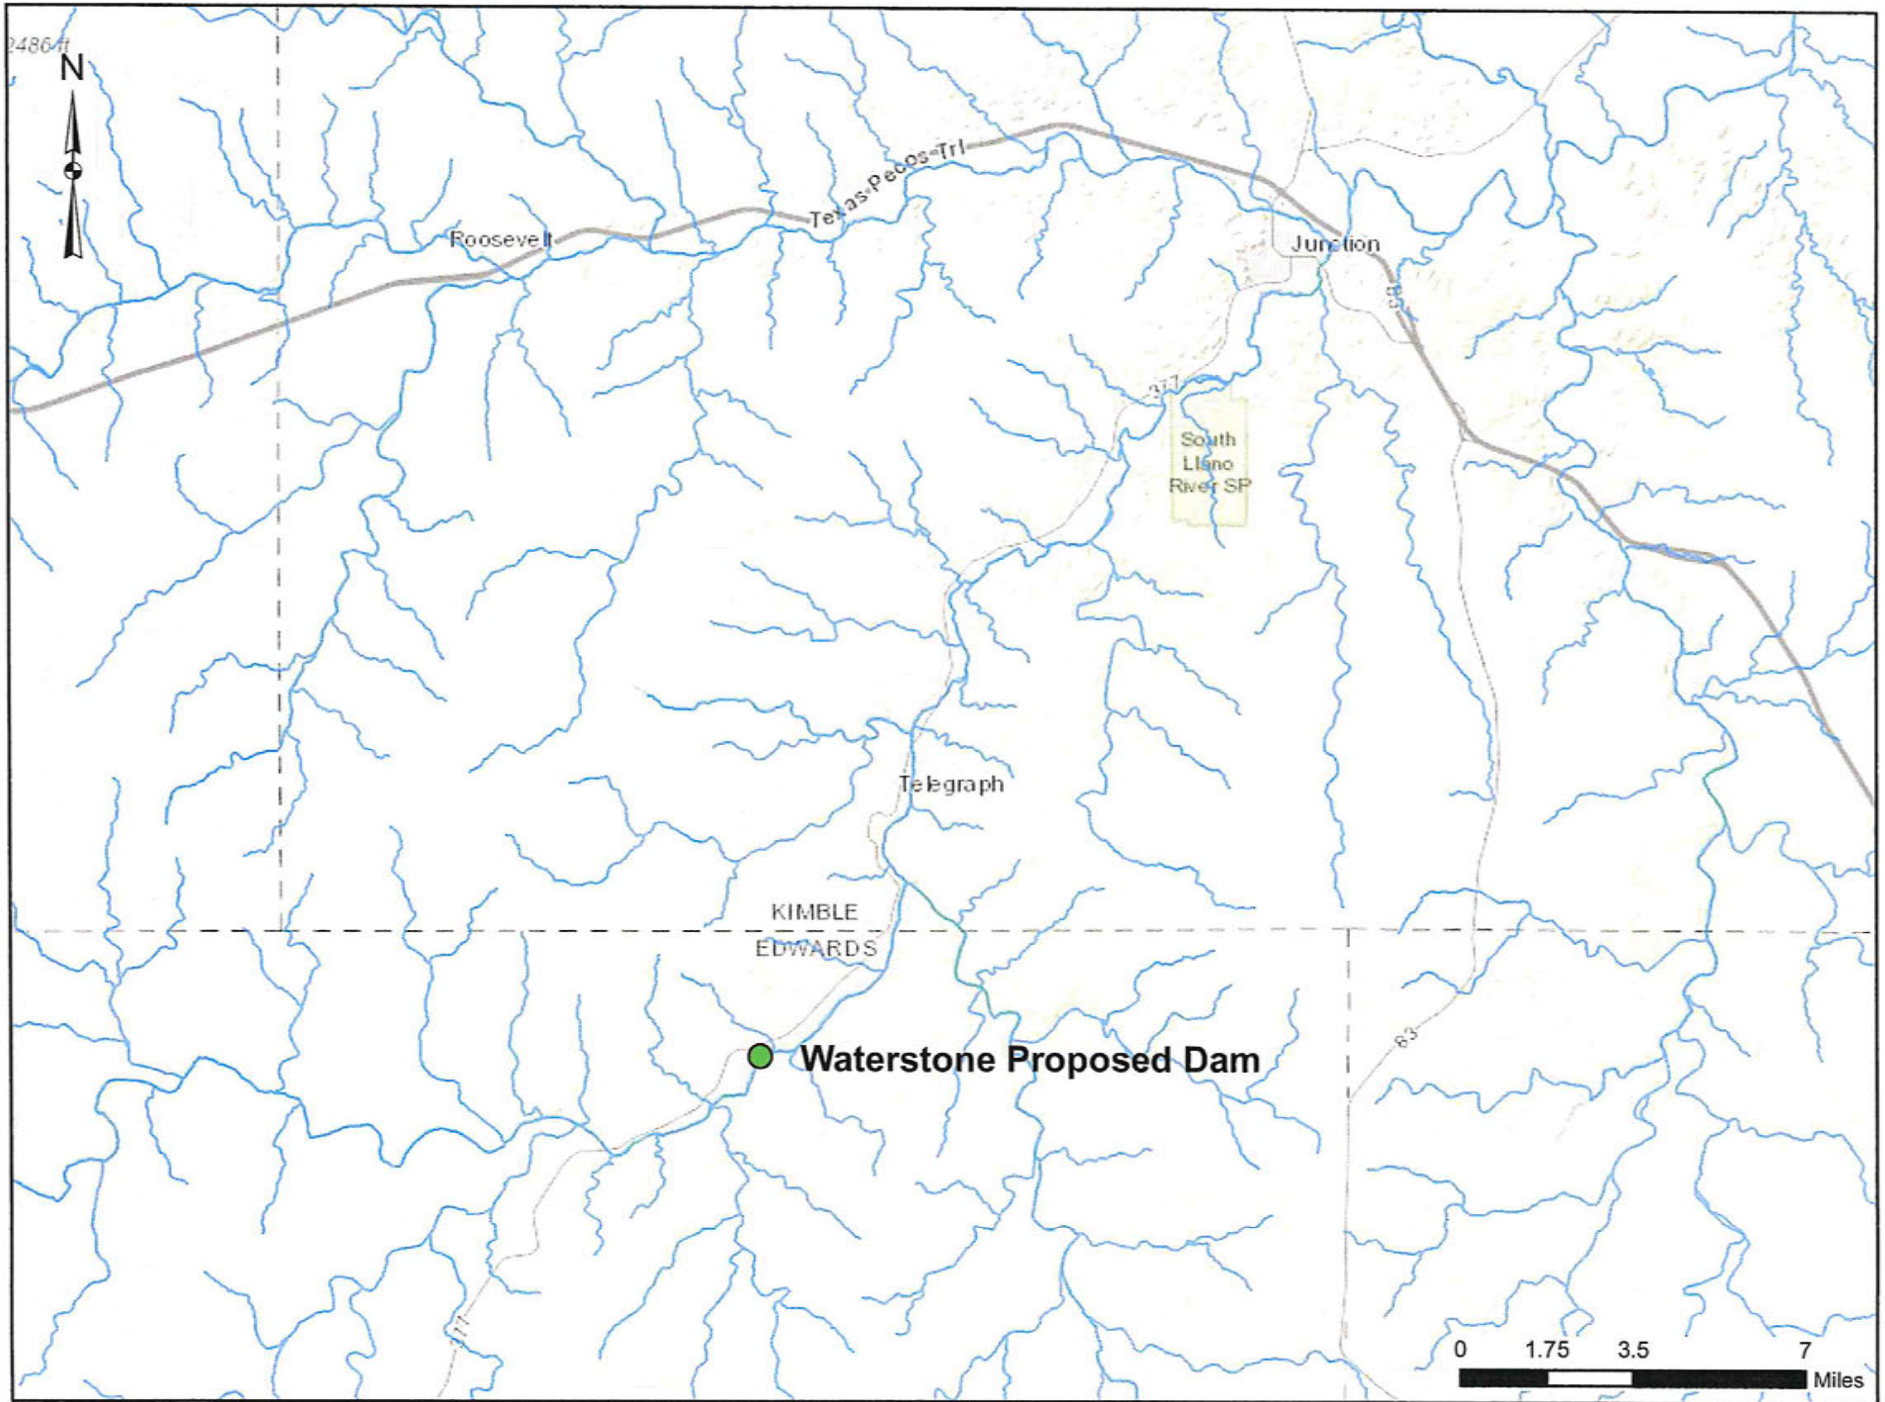 2486 ft
N
Texas-Pecos-Trl
Roosevelt
Junction
83
377
South
Llano
River SP
Telegraph
KIMBLE
EDWARDS
Waterstone Proposed Dam
83
377
0 1.75 3.5 7
Miles